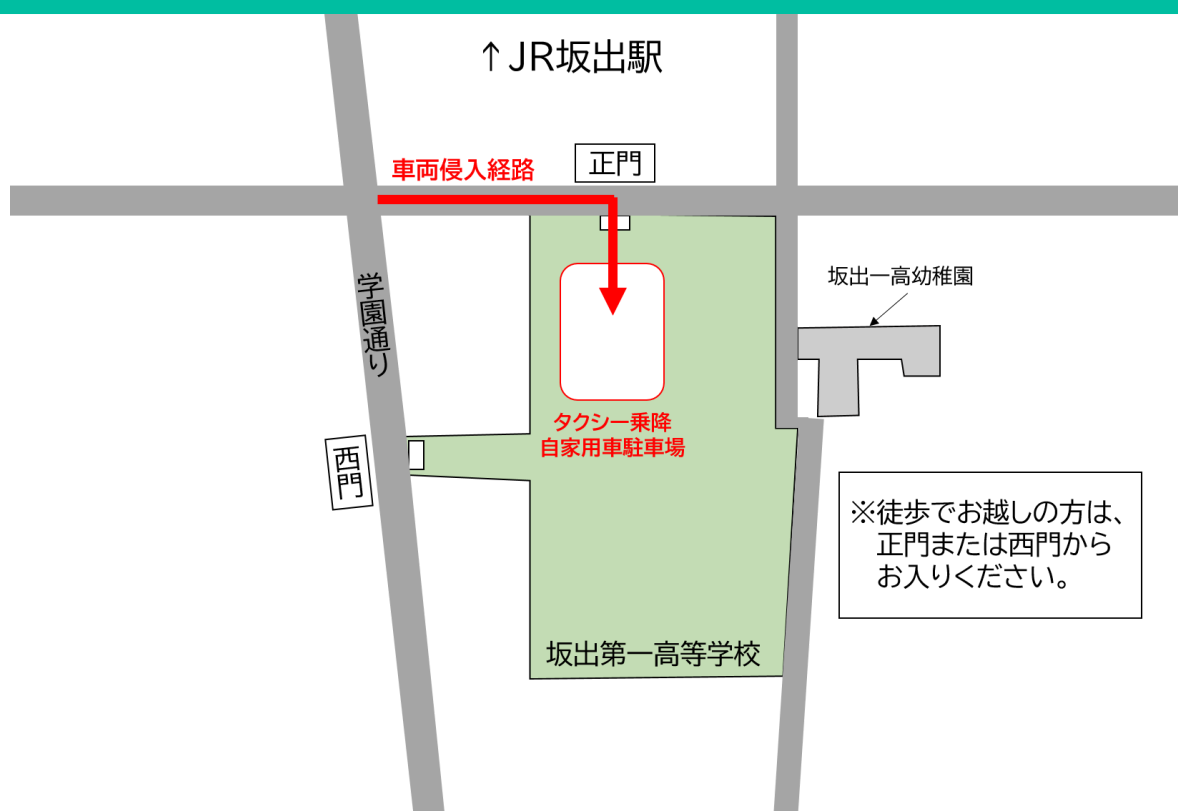 ↑JR坂出駅
車両侵入経路
正門
学園通り
坂出一高幼稚園
タクシー乗降
自家用車駐車場
西門
※徒歩でお越しの方は、
正門または西門から
お入りください。
坂出第一高等学校